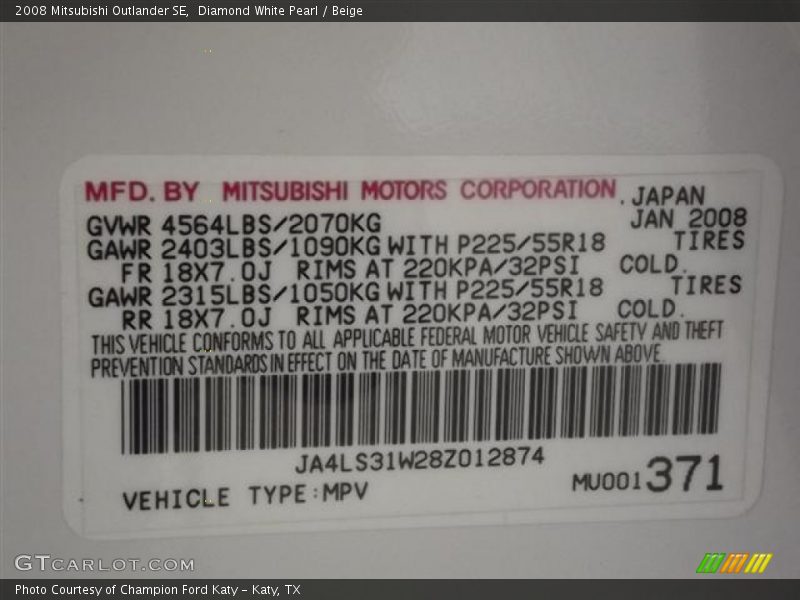 2008 Mitsubishi Outlander SE,  Diamond White Pearl / Beige
MFD. BY MITSUBISHI MOTORS CORPORATION, JAPAN
GVWR 4564LBS/2070KG JAN 2008
GAWR 2403LBS/1090KG WITH P225/55R18 TIRES
FR 18X7.0J RIMS AT 220KPA/32PSI COLD.
GAWR 2315LBS/1050KG WITH P225/55R18 TIRES
RR 18X7.0J RIMS AT 220KPA/32PSI COLD.
THIS VEHICLE CONFORMS TO ALL APPLICABLE FEDERAL MOTOR VEHICLE SAFETY AND THEFT
PREVENTION STANDARDS IN EFFECT ON THE DATE OF MANUFACTURE SHOWN ABOVE.
JA4LS31W28Z012874
VEHICLE TYPE:MPV MU001371
GTCARLOT.COM
Photo Courtesy of Champion Ford Katy – Katy, TX